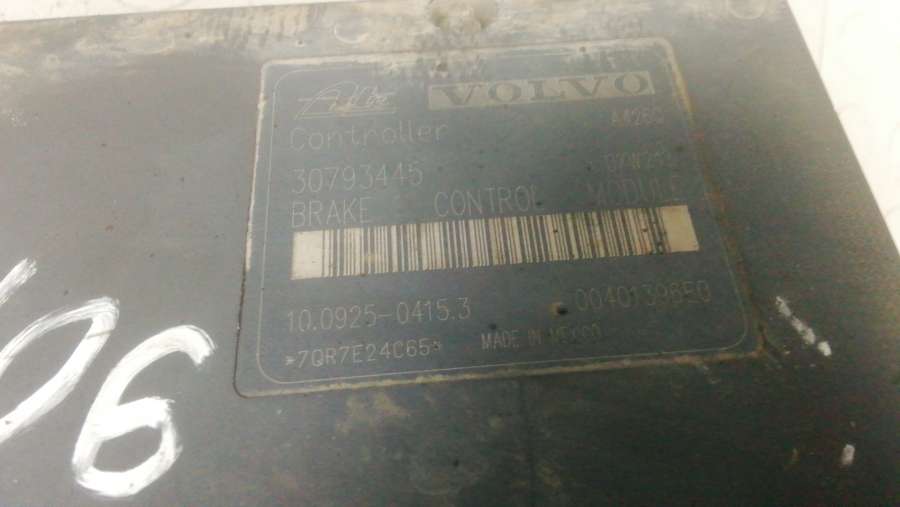 Ate VOLVO
Controller
30793445
BRAKE CONTROL MODULE
10.0925-0415.3
*7QR7E24C65* MADE IN MEXICO
06